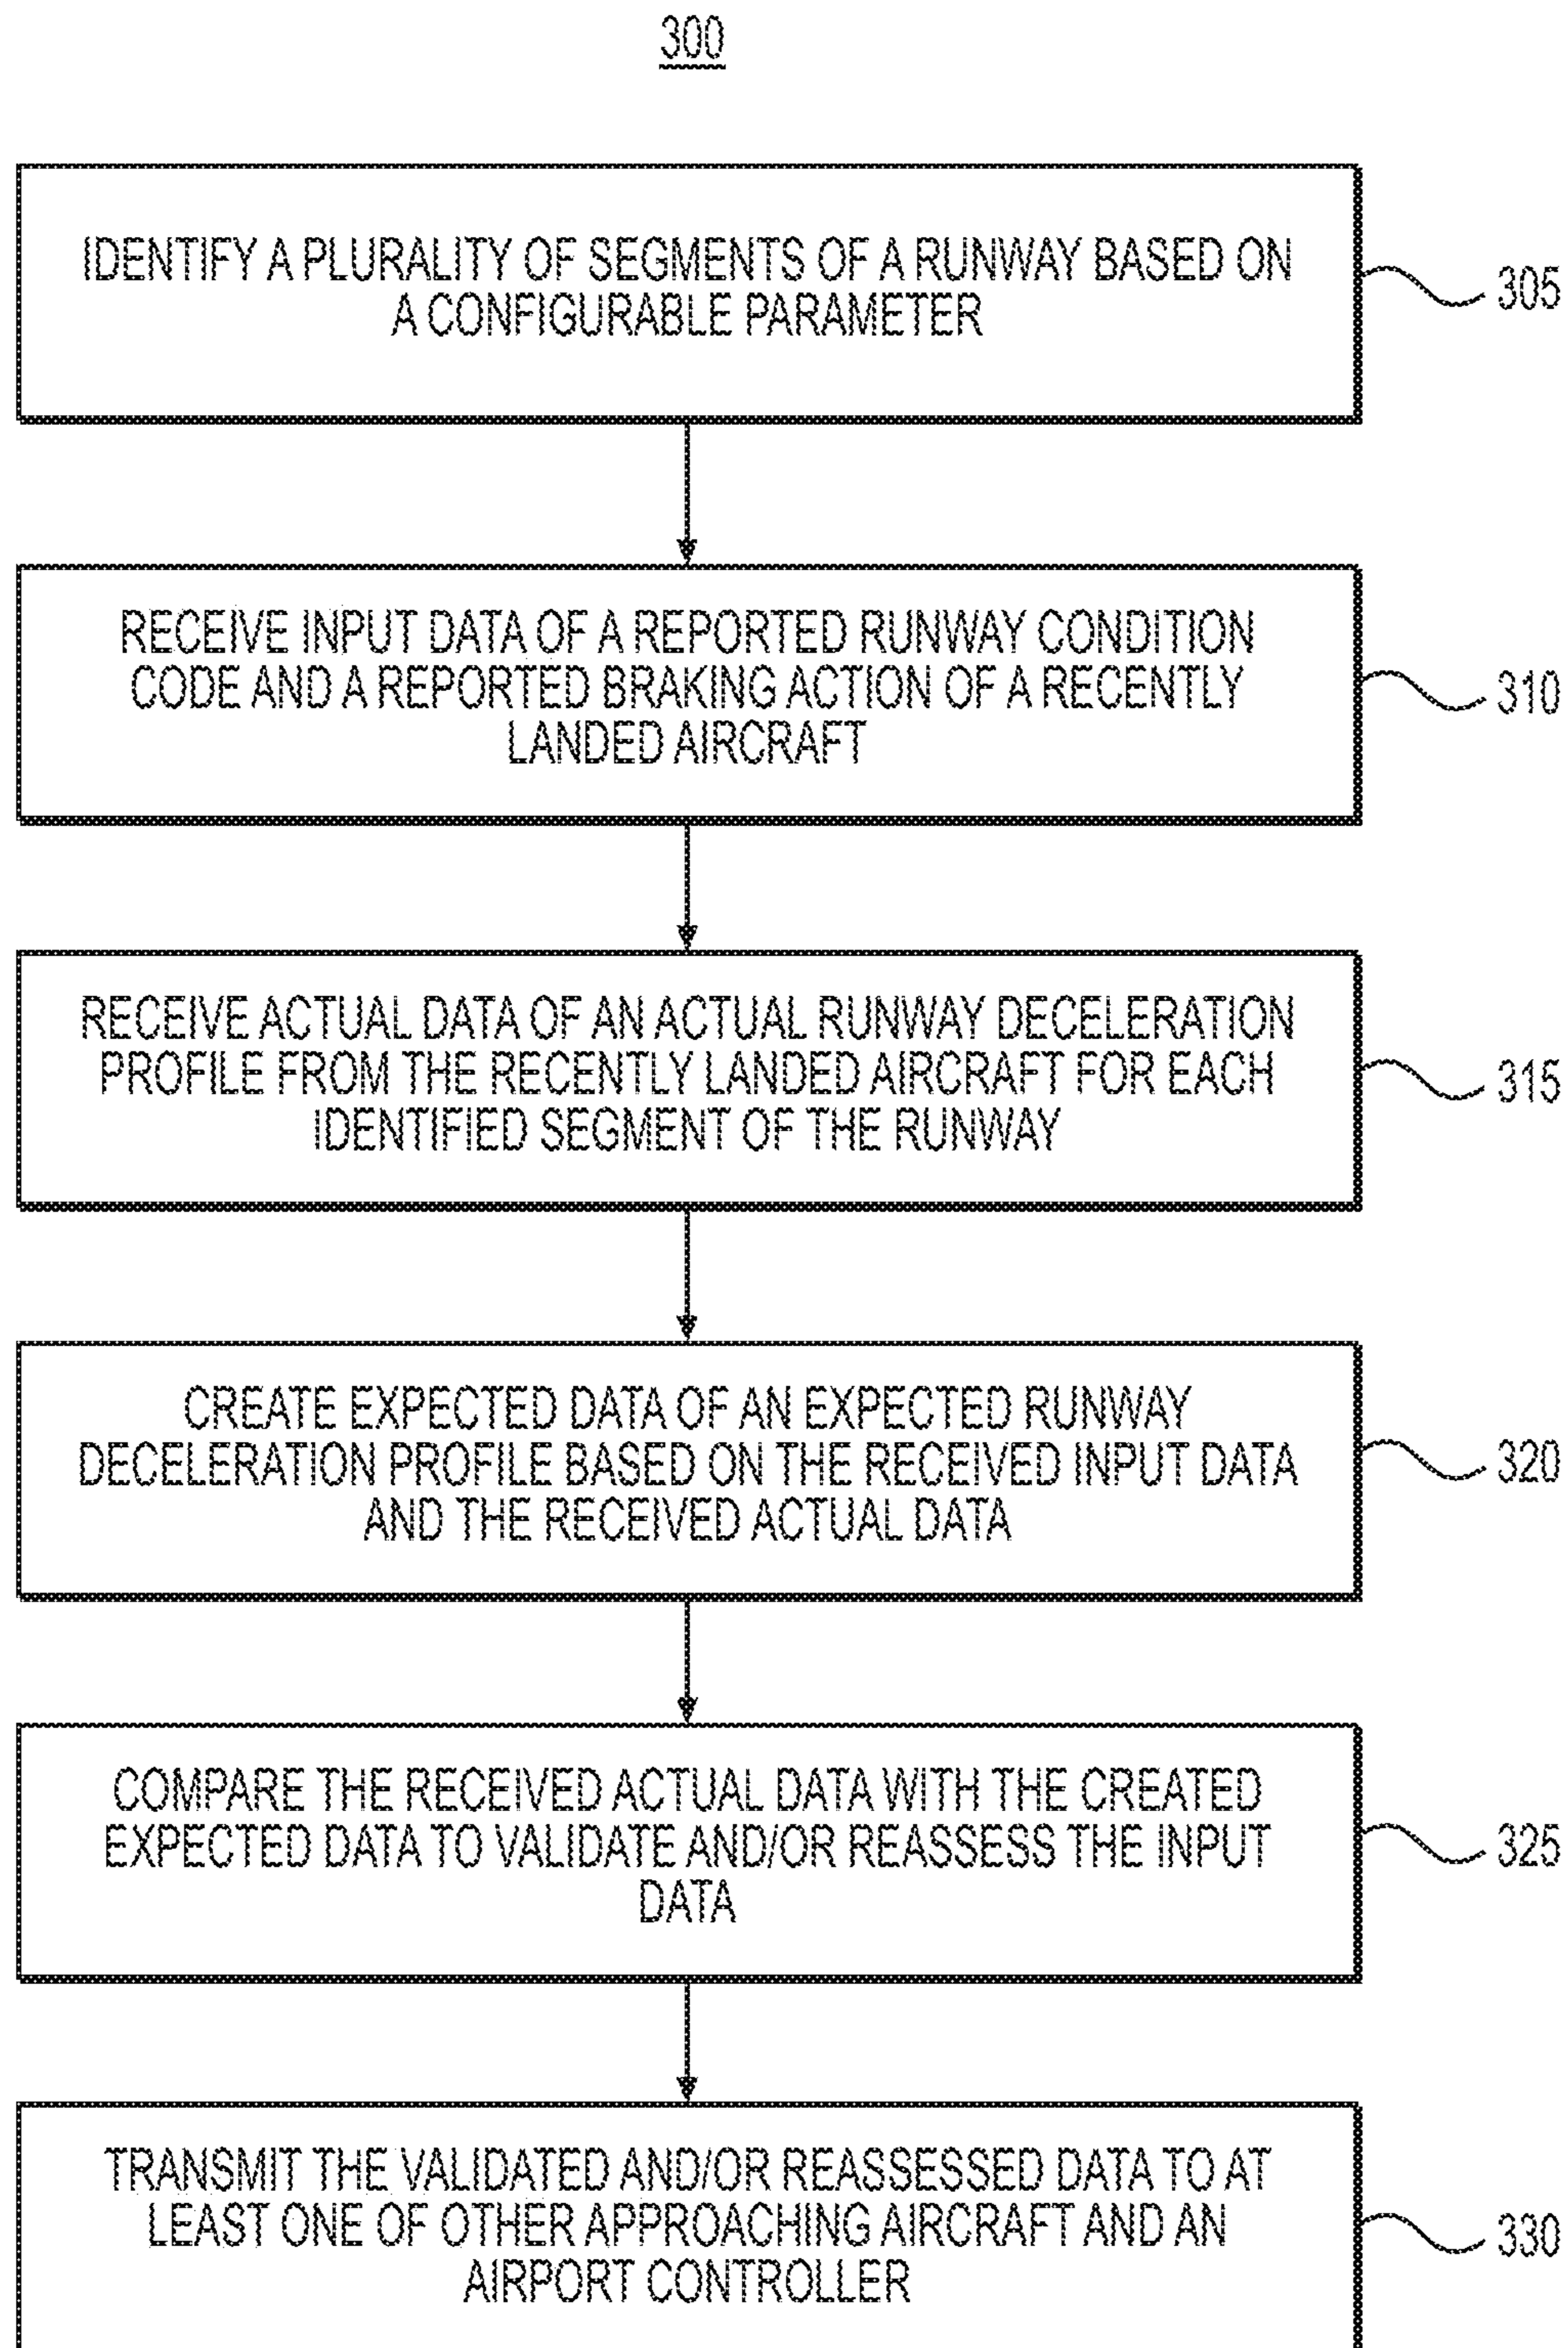 300
IDENTIFY A PLURALITY OF SEGMENTS OF A RUNWAY BASED ON
A CONFIGURABLE PARAMETER
305
RECEIVE INPUT DATA OF A REPORTED RUNWAY CONDITION
CODE AND A REPORTED BRAKING ACTION OF A RECENTLY
LANDED AIRCRAFT
310
RECEIVE ACTUAL DATA OF AN ACTUAL RUNWAY DECELERATION
PROFILE FROM THE RECENTLY LANDED AIRCRAFT FOR EACH
IDENTIFIED SEGMENT OF THE RUNWAY
315
CREATE EXPECTED DATA OF AN EXPECTED RUNWAY
DECELERATION PROFILE BASED ON THE RECEIVED INPUT DATA
AND THE RECEIVED ACTUAL DATA
320
COMPARE THE RECEIVED ACTUAL DATA WITH THE CREATED
EXPECTED DATA TO VALIDATE AND/OR REASSESS THE INPUT
DATA
325
TRANSMIT THE VALIDATED AND/OR REASSESSED DATA TO AT
LEAST ONE OF OTHER APPROACHING AIRCRAFT AND AN
AIRPORT CONTROLLER
330